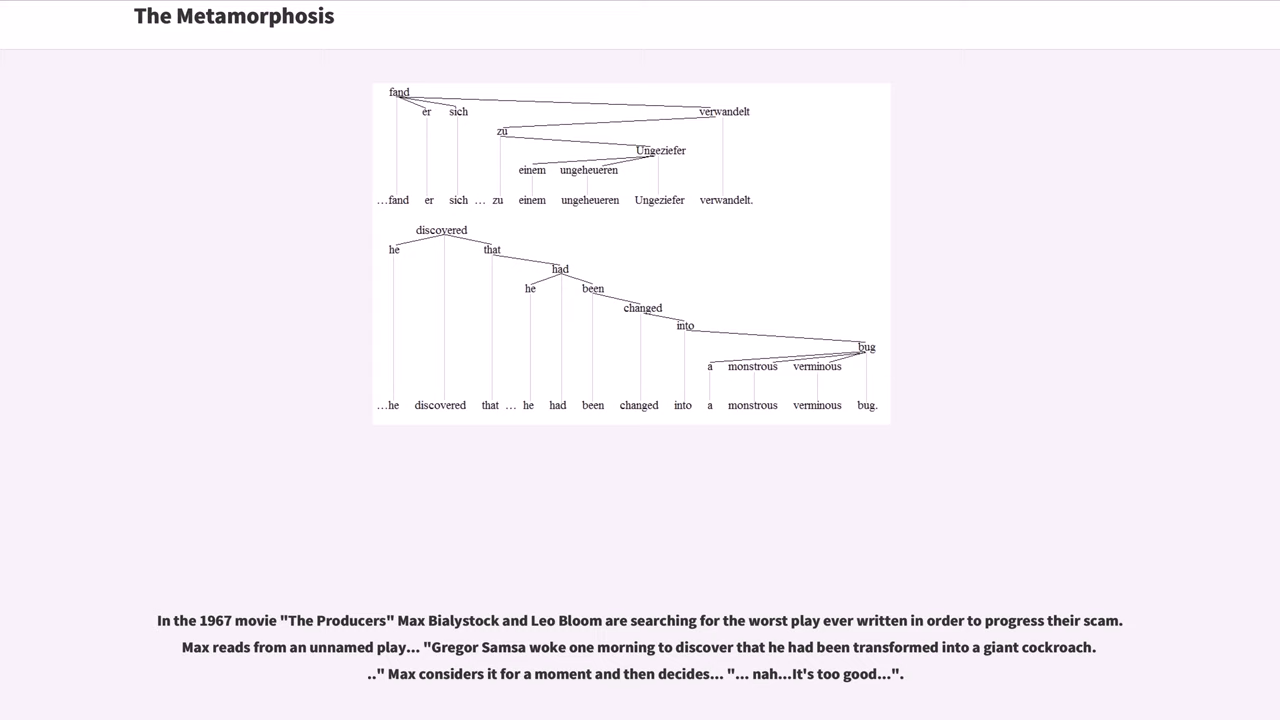 The Metamorphosis
fand
er sich verwandelt
zu
Ungeziefer
einem ungeheueren
…fand er sich … zu einem ungeheueren Ungeziefer verwandelt.
discovered
he that
had
he been
changed
into
bug
a monstrous verminous
…he discovered that … he had been changed into a monstrous verminous bug.
In the 1967 movie "The Producers" Max Bialystock and Leo Bloom are searching for the worst play ever written in order to progress their scam.
Max reads from an unnamed play... "Gregor Samsa woke one morning to discover that he had been transformed into a giant cockroach.
.." Max considers it for a moment and then decides... "... nah...It's too good...".